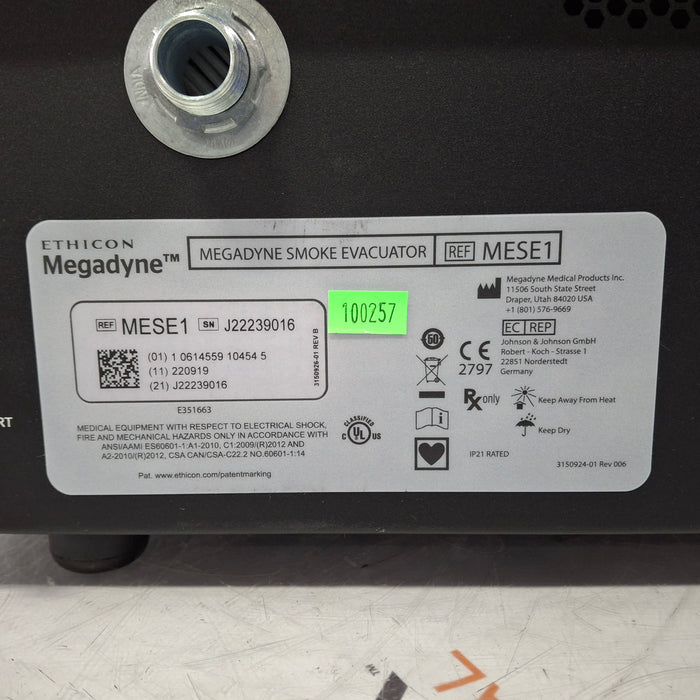 ETHICON
Megadyne™
MEGADYNE SMOKE EVACUATOR
REF MESE1
100257
REF MESE1 SN J22239016
(01) 1 0614559 10454 5
(11) 220919
(21) J22239016
3150926-01 REV B
E351663
MEDICAL EQUIPMENT WITH RESPECT TO ELECTRICAL SHOCK,
FIRE AND MECHANICAL HAZARDS ONLY IN ACCORDANCE WITH
ANSI/AAMI ES60601-1:A1-2010, C1:2009(R)2012 AND
A2-2010/(R)2012, CSA CAN/CSA-C22.2 NO.60601-1:14
Pat. www.ethicon.com/patentmarking
CLASSIFIED
C UL US
Megadyne Medical Products Inc.
11506 South State Street
Draper, Utah 84020 USA
+1 (801) 576-9669
EC REP
Johnson & Johnson GmbH
Robert - Koch - Strasse 1
22851 Norderstedt
Germany
60
CE
2797
Rx only
Keep Away From Heat
Keep Dry
i
IP21 RATED
3150924-01 Rev 006
RT